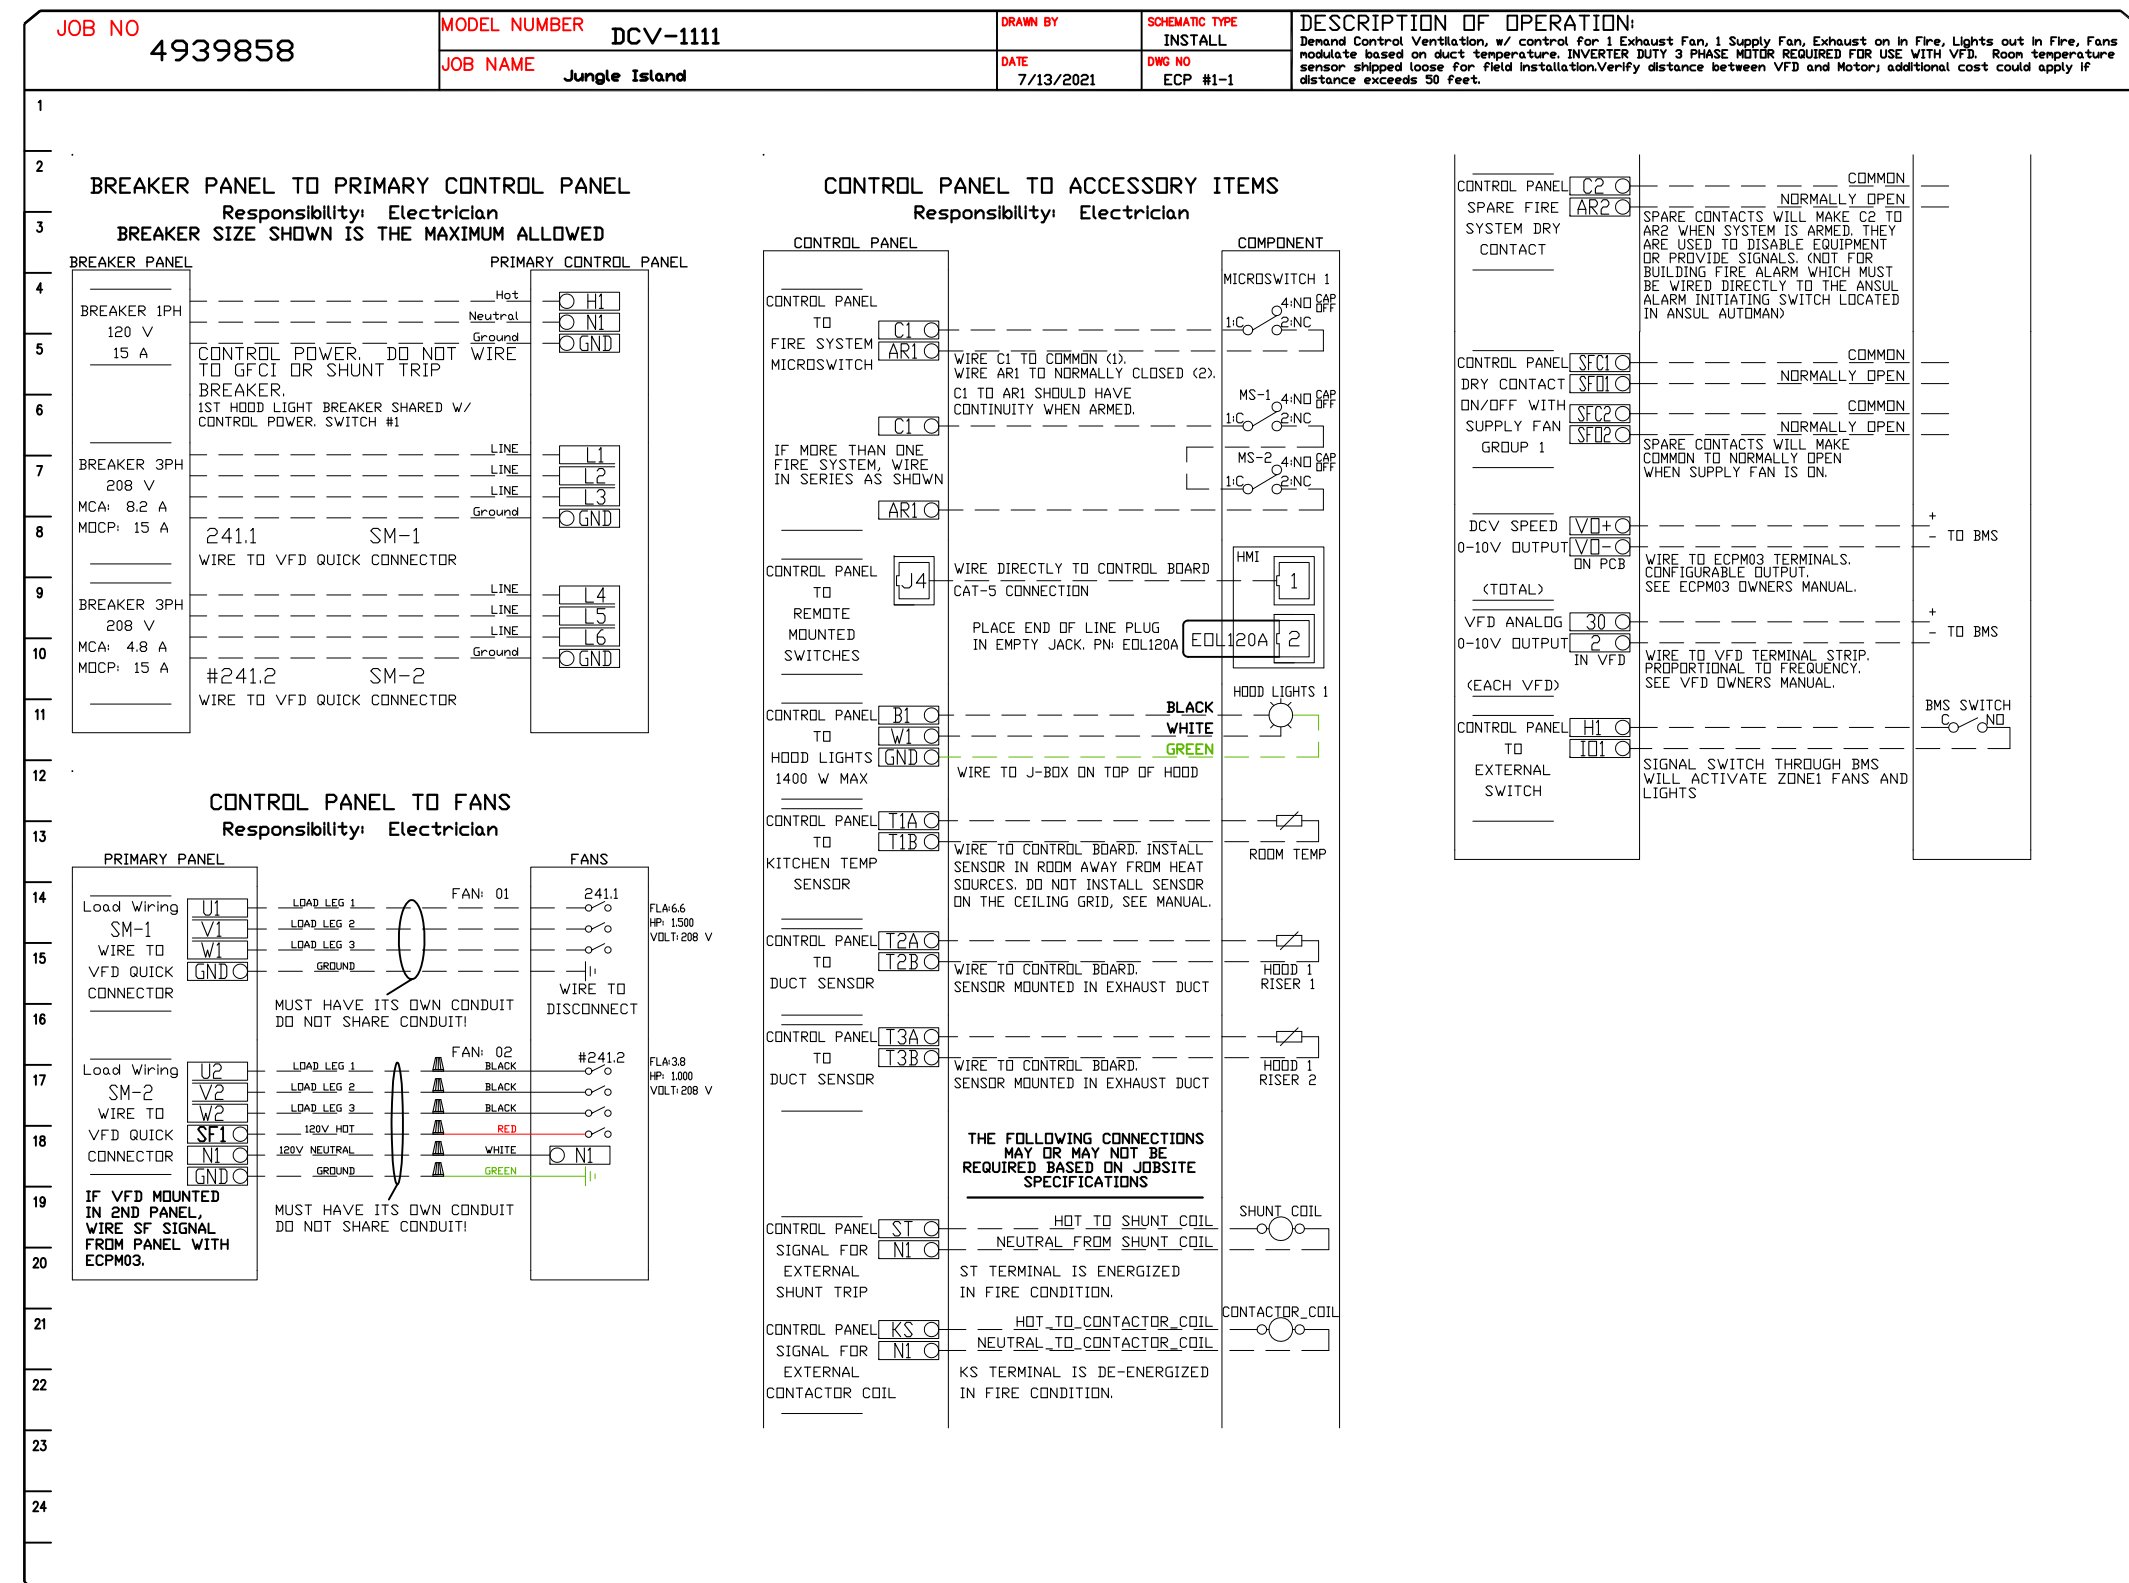 JOB NO
4939858
MODEL NUMBER
DCV-1111
JOB NAME
Jungle Island
DRAWN BY
DATE
7/13/2021
SCHEMATIC TYPE
INSTALL
DWG NO
ECP #1-1
DESCRIPTION OF OPERATION:
Demand Control Ventilation, w/ control for 1 Exhaust Fan, 1 Supply Fan, Exhaust on in Fire, Lights out in Fire, Fans
modulate based on duct temperature. INVERTER DUTY 3 PHASE MOTOR REQUIRED FOR USE WITH VFD. Room temperature
sensor shipped loose for field installation.Verify distance between VFD and Motor; additional cost could apply if
distance exceeds 50 feet.
1
2
3
4
5
6
7
8
9
10
11
12
13
14
15
16
17
18
19
20
21
22
23
24
BREAKER PANEL TO PRIMARY CONTROL PANEL
Responsibility: Electrician
BREAKER SIZE SHOWN IS THE MAXIMUM ALLOWED
BREAKER PANEL
PRIMARY CONTROL PANEL
BREAKER 1PH
120 V
15 A
Hot
H1
Neutral
N1
Ground
GND
CONTROL POWER. DO NOT WIRE
TO GFCI OR SHUNT TRIP
BREAKER.
1ST HOOD LIGHT BREAKER SHARED W/
CONTROL POWER. SWITCH #1
BREAKER 3PH
208 V
MCA: 8.2 A
MOCP: 15 A
LINE
L1
LINE
L2
LINE
L3
Ground
GND
241.1
SM-1
WIRE TO VFD QUICK CONNECTOR
BREAKER 3PH
208 V
MCA: 4.8 A
MOCP: 15 A
LINE
L4
LINE
L5
LINE
L6
Ground
GND
#241.2
SM-2
WIRE TO VFD QUICK CONNECTOR
CONTROL PANEL TO FANS
Responsibility: Electrician
PRIMARY PANEL
FANS
Load Wiring
SM-1
WIRE TO
VFD QUICK
CONNECTOR
U1
V1
W1
GND
LOAD LEG 1
LOAD LEG 2
LOAD LEG 3
GROUND
FAN: 01
241.1
FLA:6.6
HP: 1.500
VOLT:208 V
WIRE TO
DISCONNECT
MUST HAVE ITS OWN CONDUIT
DO NOT SHARE CONDUIT!
Load Wiring
SM-2
WIRE TO
VFD QUICK
CONNECTOR
U2
V2
W2
SF1
N1
GND
LOAD LEG 1
LOAD LEG 2
LOAD LEG 3
120V HOT
120V NEUTRAL
GROUND
FAN: 02
BLACK
BLACK
BLACK
RED
WHITE
GREEN
#241.2
N1
FLA:3.8
HP: 1.000
VOLT:208 V
IF VFD MOUNTED
IN 2ND PANEL,
WIRE SF SIGNAL
FROM PANEL WITH
ECPM03.
MUST HAVE ITS OWN CONDUIT
DO NOT SHARE CONDUIT!
CONTROL PANEL TO ACCESSORY ITEMS
Responsibility: Electrician
CONTROL PANEL
COMPONENT
CONTROL PANEL
TO
FIRE SYSTEM
MICROSWITCH
C1
AR1
MICROSWITCH 1
4:NO CAP OFF
1:C
2:NC
WIRE C1 TO COMMON (1).
WIRE AR1 TO NORMALLY CLOSED (2).
C1 TO AR1 SHOULD HAVE
CONTINUITY WHEN ARMED.
IF MORE THAN ONE
FIRE SYSTEM, WIRE
IN SERIES AS SHOWN
C1
AR1
MS-1
4:NO CAP OFF
1:C
2:NC
MS-2
4:NO CAP OFF
1:C
2:NC
CONTROL PANEL
TO
REMOTE
MOUNTED
SWITCHES
J4
WIRE DIRECTLY TO CONTROL BOARD
CAT-5 CONNECTION
HMI
1
PLACE END OF LINE PLUG
IN EMPTY JACK. PN: EOL120A
EOL120A
2
CONTROL PANEL
TO
HOOD LIGHTS
1400 W MAX
B1
W1
GND
BLACK
WHITE
GREEN
HOOD LIGHTS 1
WIRE TO J-BOX ON TOP OF HOOD
CONTROL PANEL
TO
KITCHEN TEMP
SENSOR
T1A
T1B
WIRE TO CONTROL BOARD. INSTALL
SENSOR IN ROOM AWAY FROM HEAT
SOURCES. DO NOT INSTALL SENSOR
ON THE CEILING GRID, SEE MANUAL.
ROOM TEMP
CONTROL PANEL
TO
DUCT SENSOR
T2A
T2B
WIRE TO CONTROL BOARD.
SENSOR MOUNTED IN EXHAUST DUCT
HOOD 1
RISER 1
CONTROL PANEL
TO
DUCT SENSOR
T3A
T3B
WIRE TO CONTROL BOARD.
SENSOR MOUNTED IN EXHAUST DUCT
HOOD 1
RISER 2
THE FOLLOWING CONNECTIONS
MAY OR MAY NOT BE
REQUIRED BASED ON JOBSITE
SPECIFICATIONS
CONTROL PANEL
SIGNAL FOR
EXTERNAL
SHUNT TRIP
ST
N1
HOT TO SHUNT COIL
NEUTRAL FROM SHUNT COIL
SHUNT COIL
ST TERMINAL IS ENERGIZED
IN FIRE CONDITION.
CONTROL PANEL
SIGNAL FOR
EXTERNAL
CONTACTOR COIL
KS
N1
HOT_TO_CONTACTOR_COIL
NEUTRAL_TO_CONTACTOR_COIL
CONTACTOR_COIL
KS TERMINAL IS DE-ENERGIZED
IN FIRE CONDITION.
CONTROL PANEL
SPARE FIRE
SYSTEM DRY
CONTACT
C2
AR2
COMMON
NORMALLY OPEN
SPARE CONTACTS WILL MAKE C2 TO
AR2 WHEN SYSTEM IS ARMED. THEY
ARE USED TO DISABLE EQUIPMENT
OR PROVIDE SIGNALS. (NOT FOR
BUILDING FIRE ALARM WHICH MUST
BE WIRED DIRECTLY TO THE ANSUL
ALARM INITIATING SWITCH LOCATED
IN ANSUL AUTOMAN)
CONTROL PANEL
DRY CONTACT
ON/OFF WITH
SUPPLY FAN
GROUP 1
SFC1
SFO1
SFC2
SFO2
COMMON
NORMALLY OPEN
COMMON
NORMALLY OPEN
SPARE CONTACTS WILL MAKE
COMMON TO NORMALLY OPEN
WHEN SUPPLY FAN IS ON.
DCV SPEED
0-10V OUTPUT
(TOTAL)
VO+
VO-
ON PCB
+
- TO BMS
WIRE TO ECPM03 TERMINALS.
CONFIGURABLE OUTPUT.
SEE ECPM03 OWNERS MANUAL.
VFD ANALOG
0-10V OUTPUT
(EACH VFD)
30
2
IN VFD
+
- TO BMS
WIRE TO VFD TERMINAL STRIP.
PROPORTIONAL TO FREQUENCY.
SEE VFD OWNERS MANUAL.
CONTROL PANEL
TO
EXTERNAL
SWITCH
H1
IO1
BMS SWITCH
C
NO
SIGNAL SWITCH THROUGH BMS
WILL ACTIVATE ZONE1 FANS AND
LIGHTS